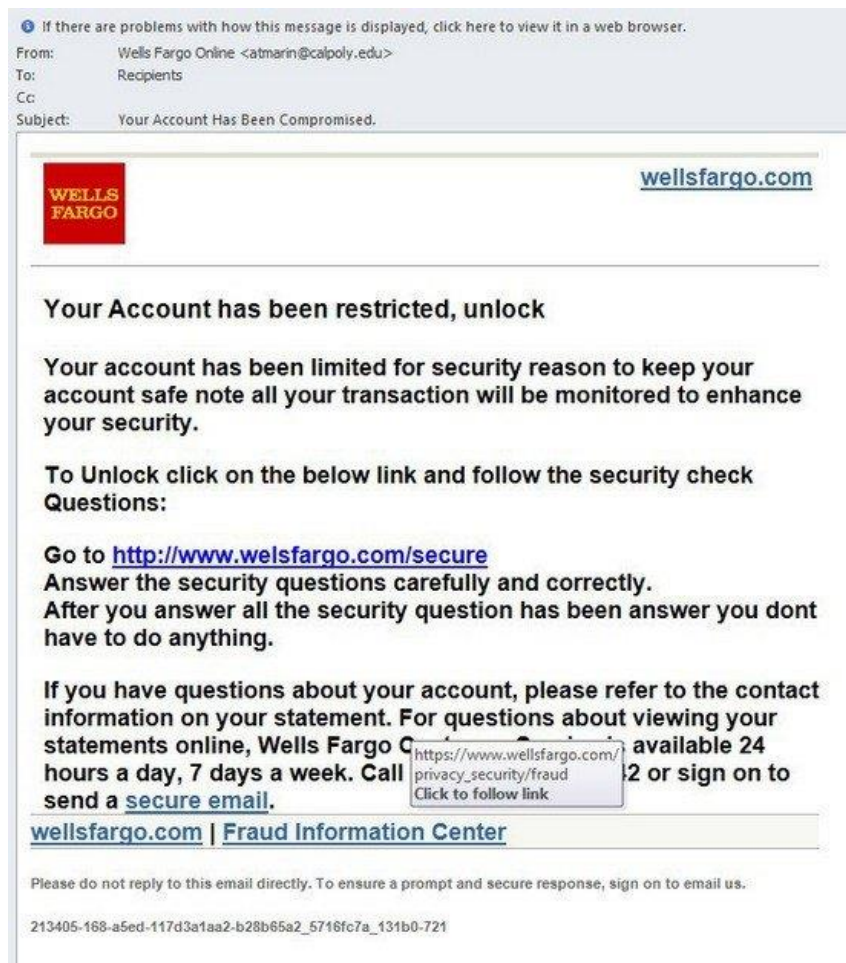 If there are problems with how this message is displayed, click here to view it in a web browser.
From: Wells Fargo Online <atmarin@calpoly.edu>
To: Recipients
Cc:
Subject: Your Account Has Been Compromised.
WELLS
FARGO
wellsfargo.com
Your Account has been restricted, unlock
Your account has been limited for security reason to keep your
account safe note all your transaction will be monitored to enhance
your security.
To Unlock click on the below link and follow the security check
Questions:
Go to http://www.welsfargo.com/secure
Answer the security questions carefully and correctly.
After you answer all the security question has been answer you dont
have to do anything.
If you have questions about your account, please refer to the contact
information on your statement. For questions about viewing your
statements online, Wells Fargo available 24
hours a day, 7 days a week. Call 2 or sign on to
send a secure email.
https://www.wellsfargo.com/
privacy_security/fraud
Click to follow link
wellsfargo.com | Fraud Information Center
Please do not reply to this email directly. To ensure a prompt and secure response, sign on to email us.
213405-168-a5ed-117d3a1aa2-b28b65a2_5716fc7a_131b0-721